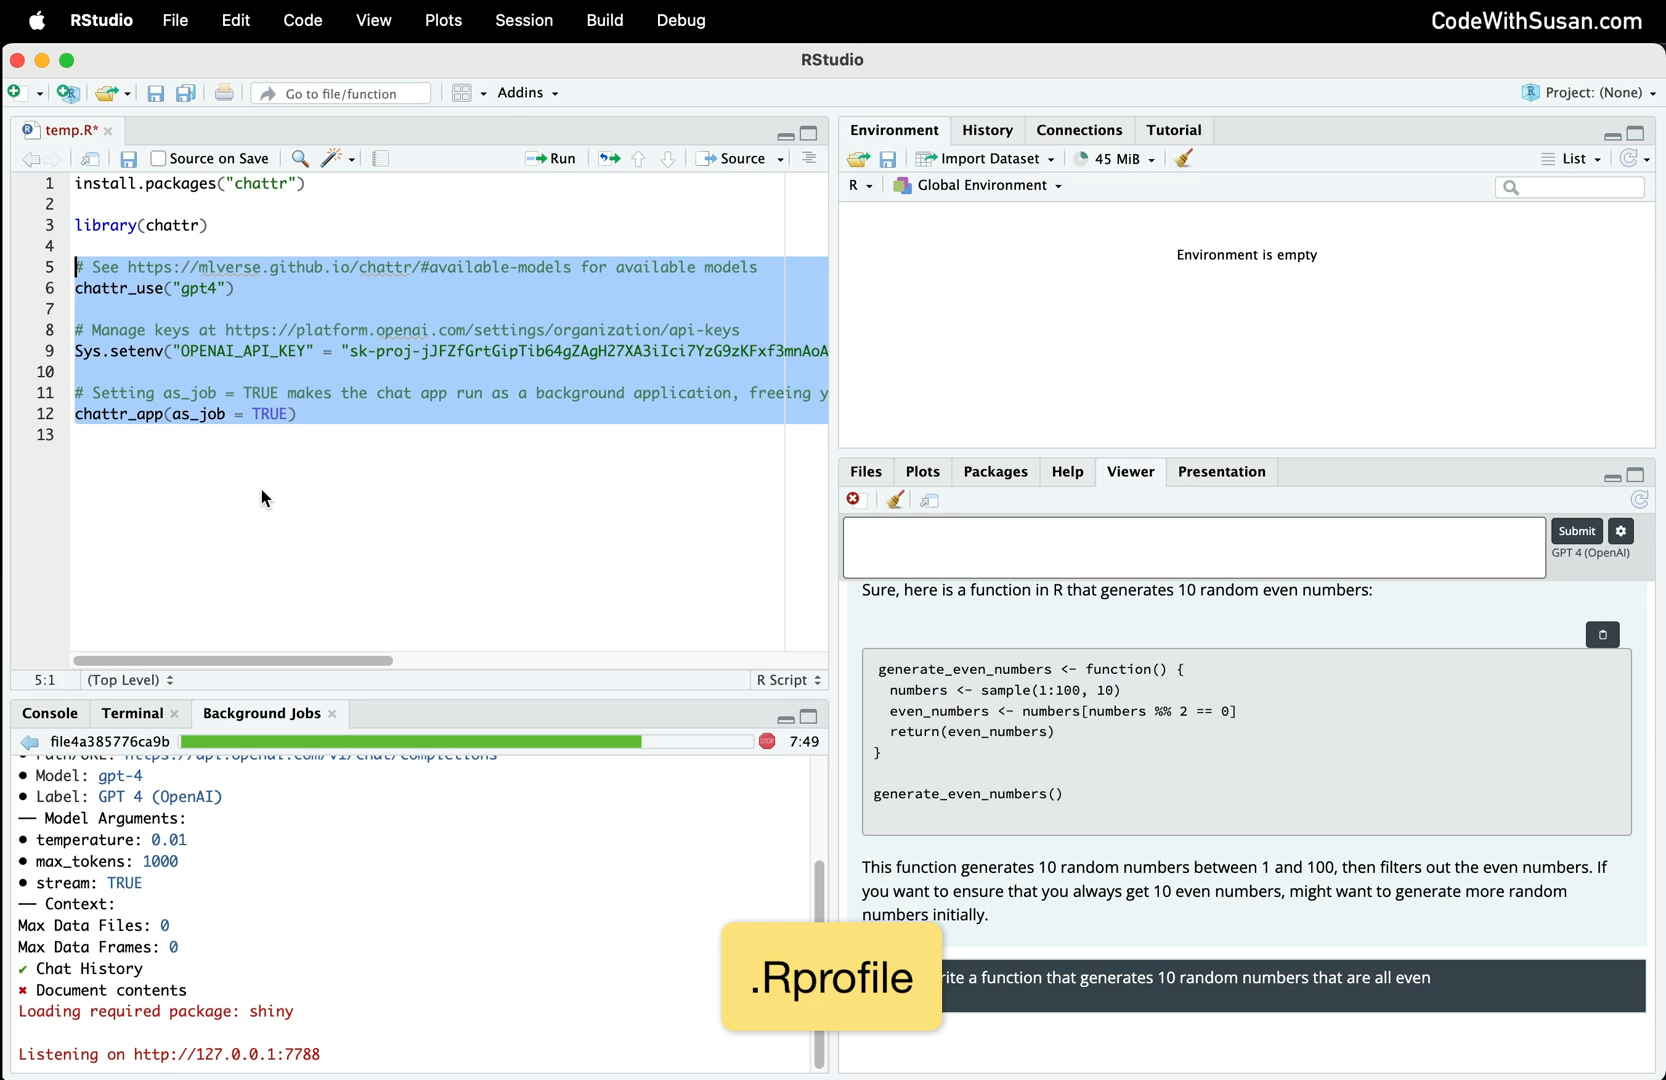 RStudio File Edit Code View Plots Session Build Debug CodeWithSusan.com
RStudio
Go to file/function Addins Project: (None)
temp.R*
Source on Save Run Source
1 install.packages("chattr")
2
3 library(chattr)
4
5 # See https://mlverse.github.io/chattr/#available-models for available models
6 chattr_use("gpt4")
7
8 # Manage keys at https://platform.openai.com/settings/organization/api-keys
9 Sys.setenv("OPENAI_API_KEY" = "sk-proj-jJFZfGrtGipTib64gZAgH27XA3iIci7YzG9zKFxf3mnAoA
10
11 # Setting as_job = TRUE makes the chat app run as a background application, freeing y
12 chattr_app(as_job = TRUE)
13
5:1 (Top Level) R Script
Console Terminal Background Jobs
file4a385776ca9b STOP 7:49
Path/URL: https://api.openai.com/v1/chat/completions
• Model: gpt-4
• Label: GPT 4 (OpenAI)
── Model Arguments:
• temperature: 0.01
• max_tokens: 1000
• stream: TRUE
── Context:
Max Data Files: 0
Max Data Frames: 0
✔ Chat History
✖ Document contents
Loading required package: shiny
Listening on http://127.0.0.1:7788
Environment History Connections Tutorial
Import Dataset 45 MiB List
R Global Environment
Environment is empty
Files Plots Packages Help Viewer Presentation
Submit
GPT 4 (OpenAI)
Sure, here is a function in R that generates 10 random even numbers:
generate_even_numbers <- function() {
numbers <- sample(1:100, 10)
even_numbers <- numbers[numbers %% 2 == 0]
return(even_numbers)
}
generate_even_numbers()
This function generates 10 random numbers between 1 and 100, then filters out the even numbers. If
you want to ensure that you always get 10 even numbers, might want to generate more random
numbers initially.
rite a function that generates 10 random numbers that are all even
.Rprofile